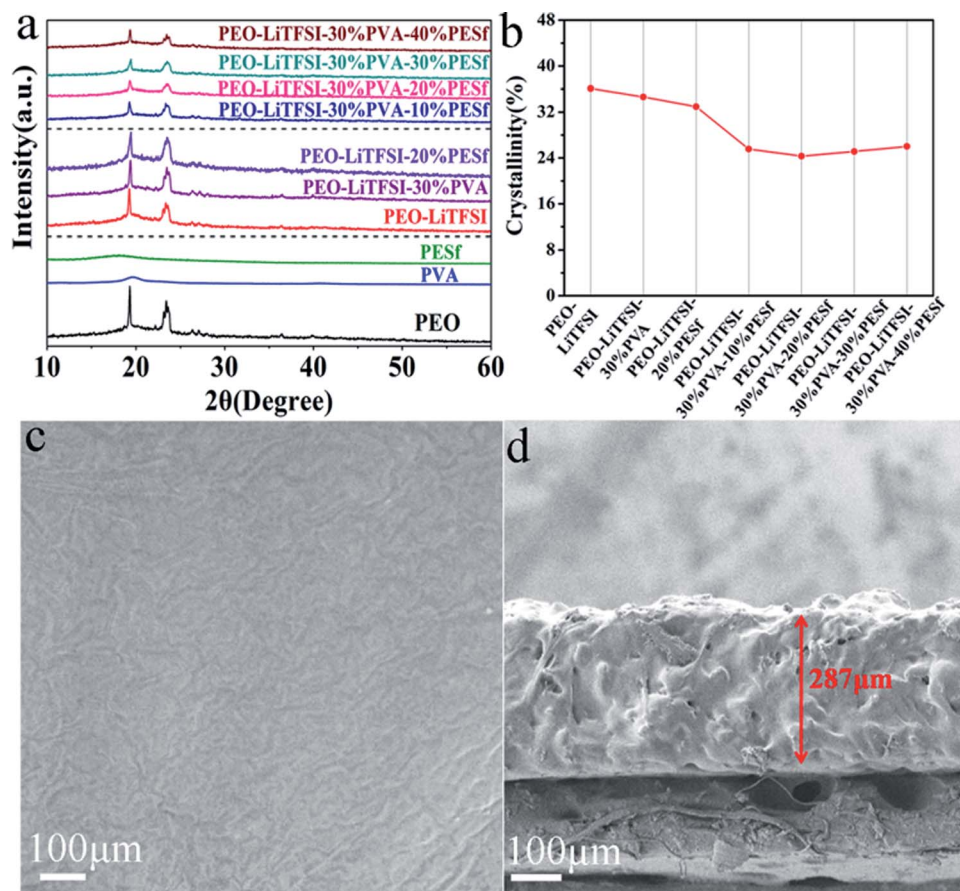 a
PEO-LiTFSI-30%PVA-40%PESf
PEO-LiTFSI-30%PVA-30%PESf
PEO-LiTFSI-30%PVA-20%PESf
PEO-LiTFSI-30%PVA-10%PESf
PEO-LiTFSI-20%PESf
PEO-LiTFSI-30%PVA
PEO-LiTFSI
PESf
PVA
PEO
Intensity(a.u.)
10 20 30 40 50 60
2θ(Degree)
b
Crystallinity(%)
48
40
32
24
16
8
0
PEO-
LiTFSI
PEO-LiTFSI-
30%PVA
PEO-LiTFSI-
20%PESf
PEO-LiTFSI-
30%PVA-10%PESf
PEO-LiTFSI-
30%PVA-20%PESf
PEO-LiTFSI-
30%PVA-30%PESf
PEO-LiTFSI-
30%PVA-40%PESf
c
100μm
d
287μm
100μm